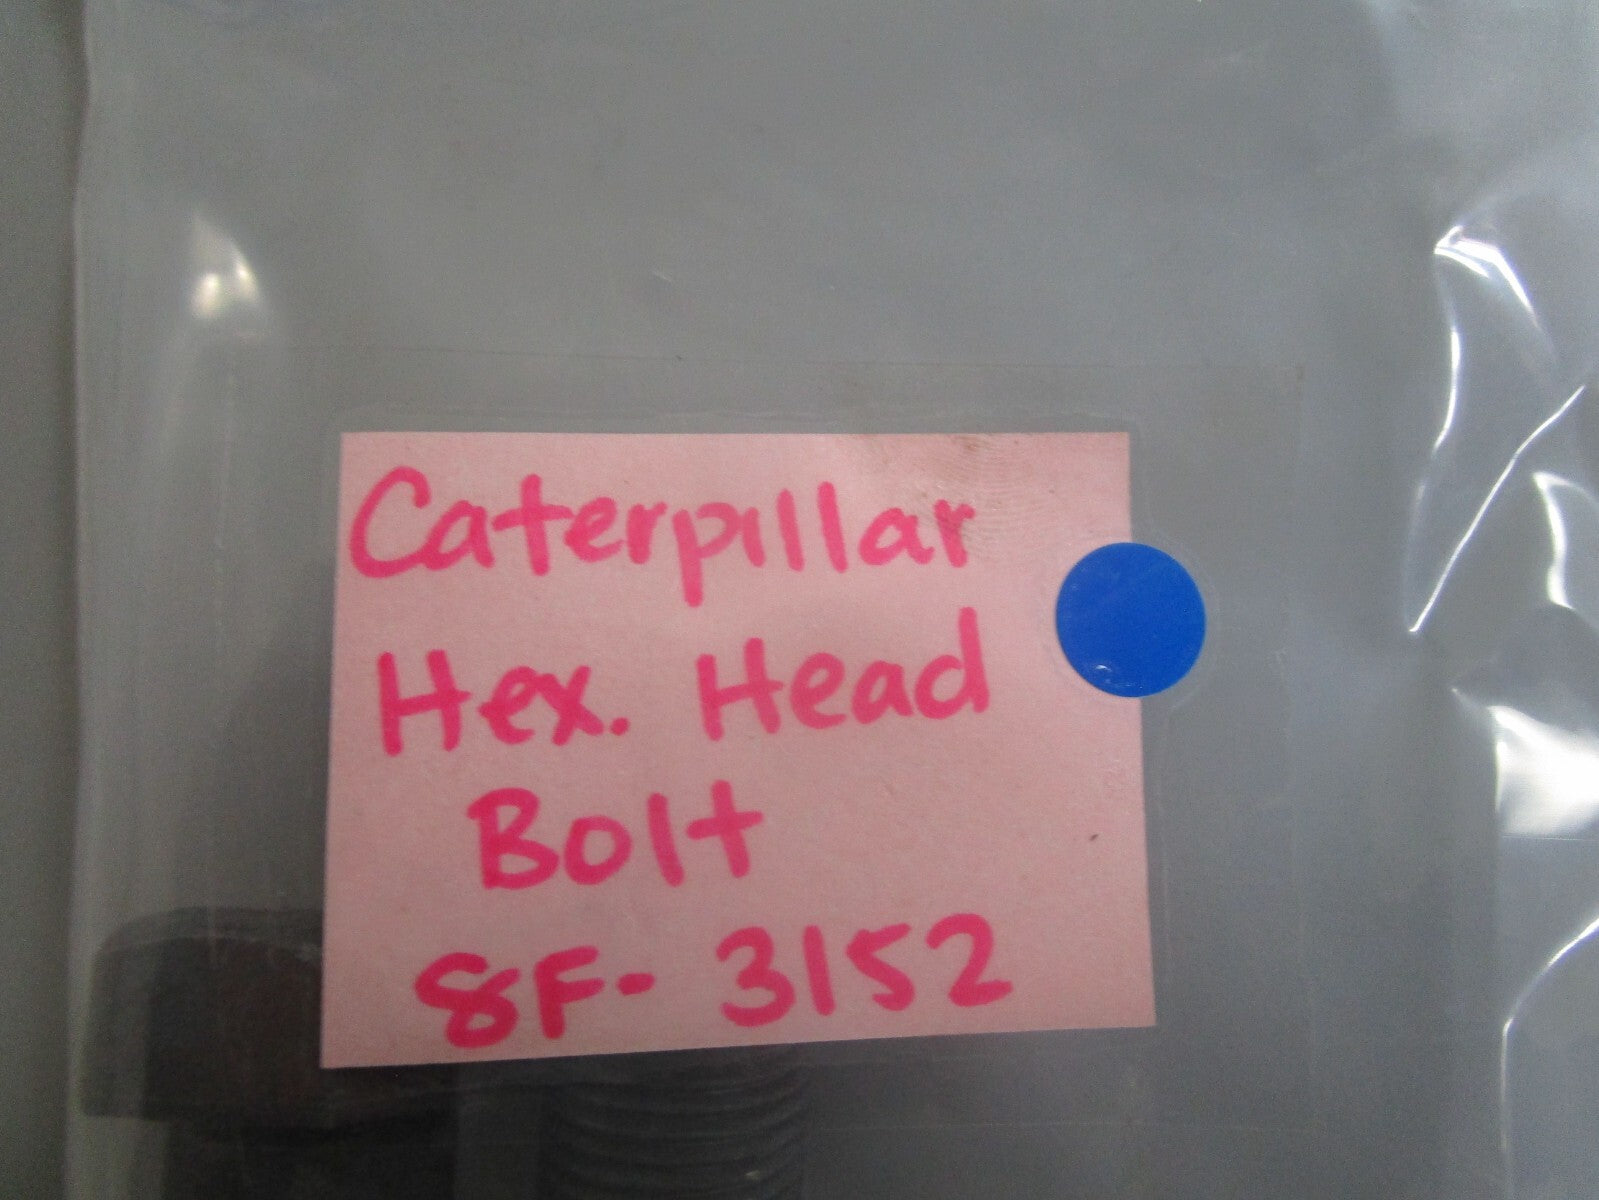 Caterpillar
Hex. Head
Bolt
8F- 3152